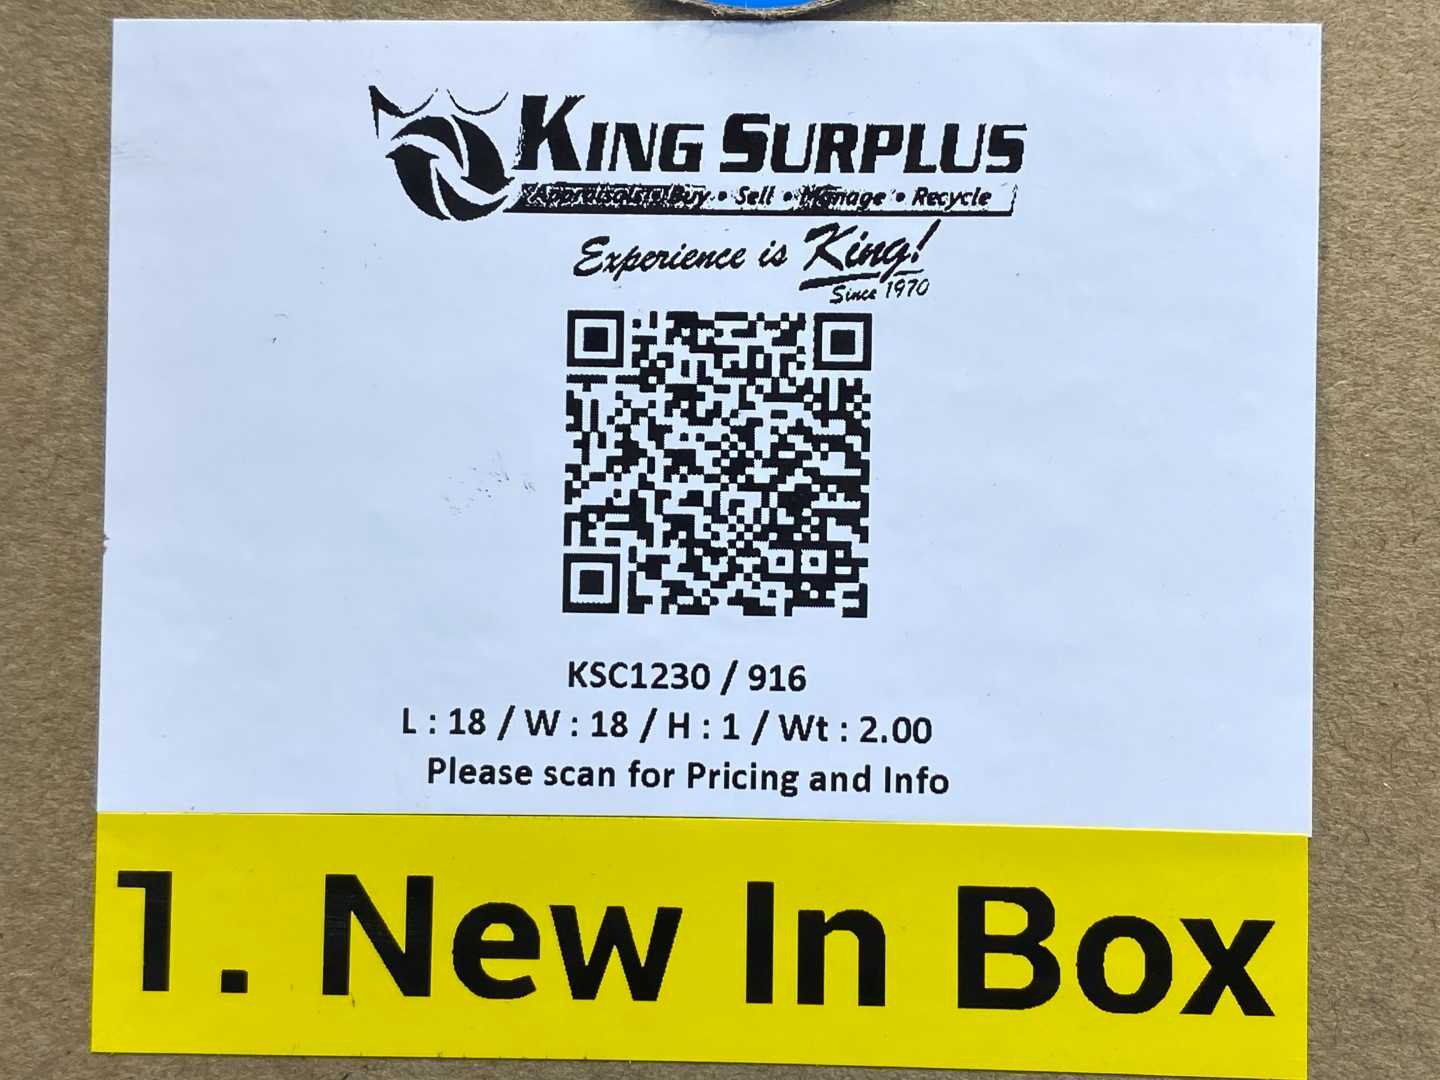 KING SURPLUS
Appraisals • Buy • Sell • Manage • Recycle
Experience is King!
Since 1970
KSC1230 / 916
L : 18 / W : 18 / H : 1 / Wt : 2.00
Please scan for Pricing and Info
1. New In Box